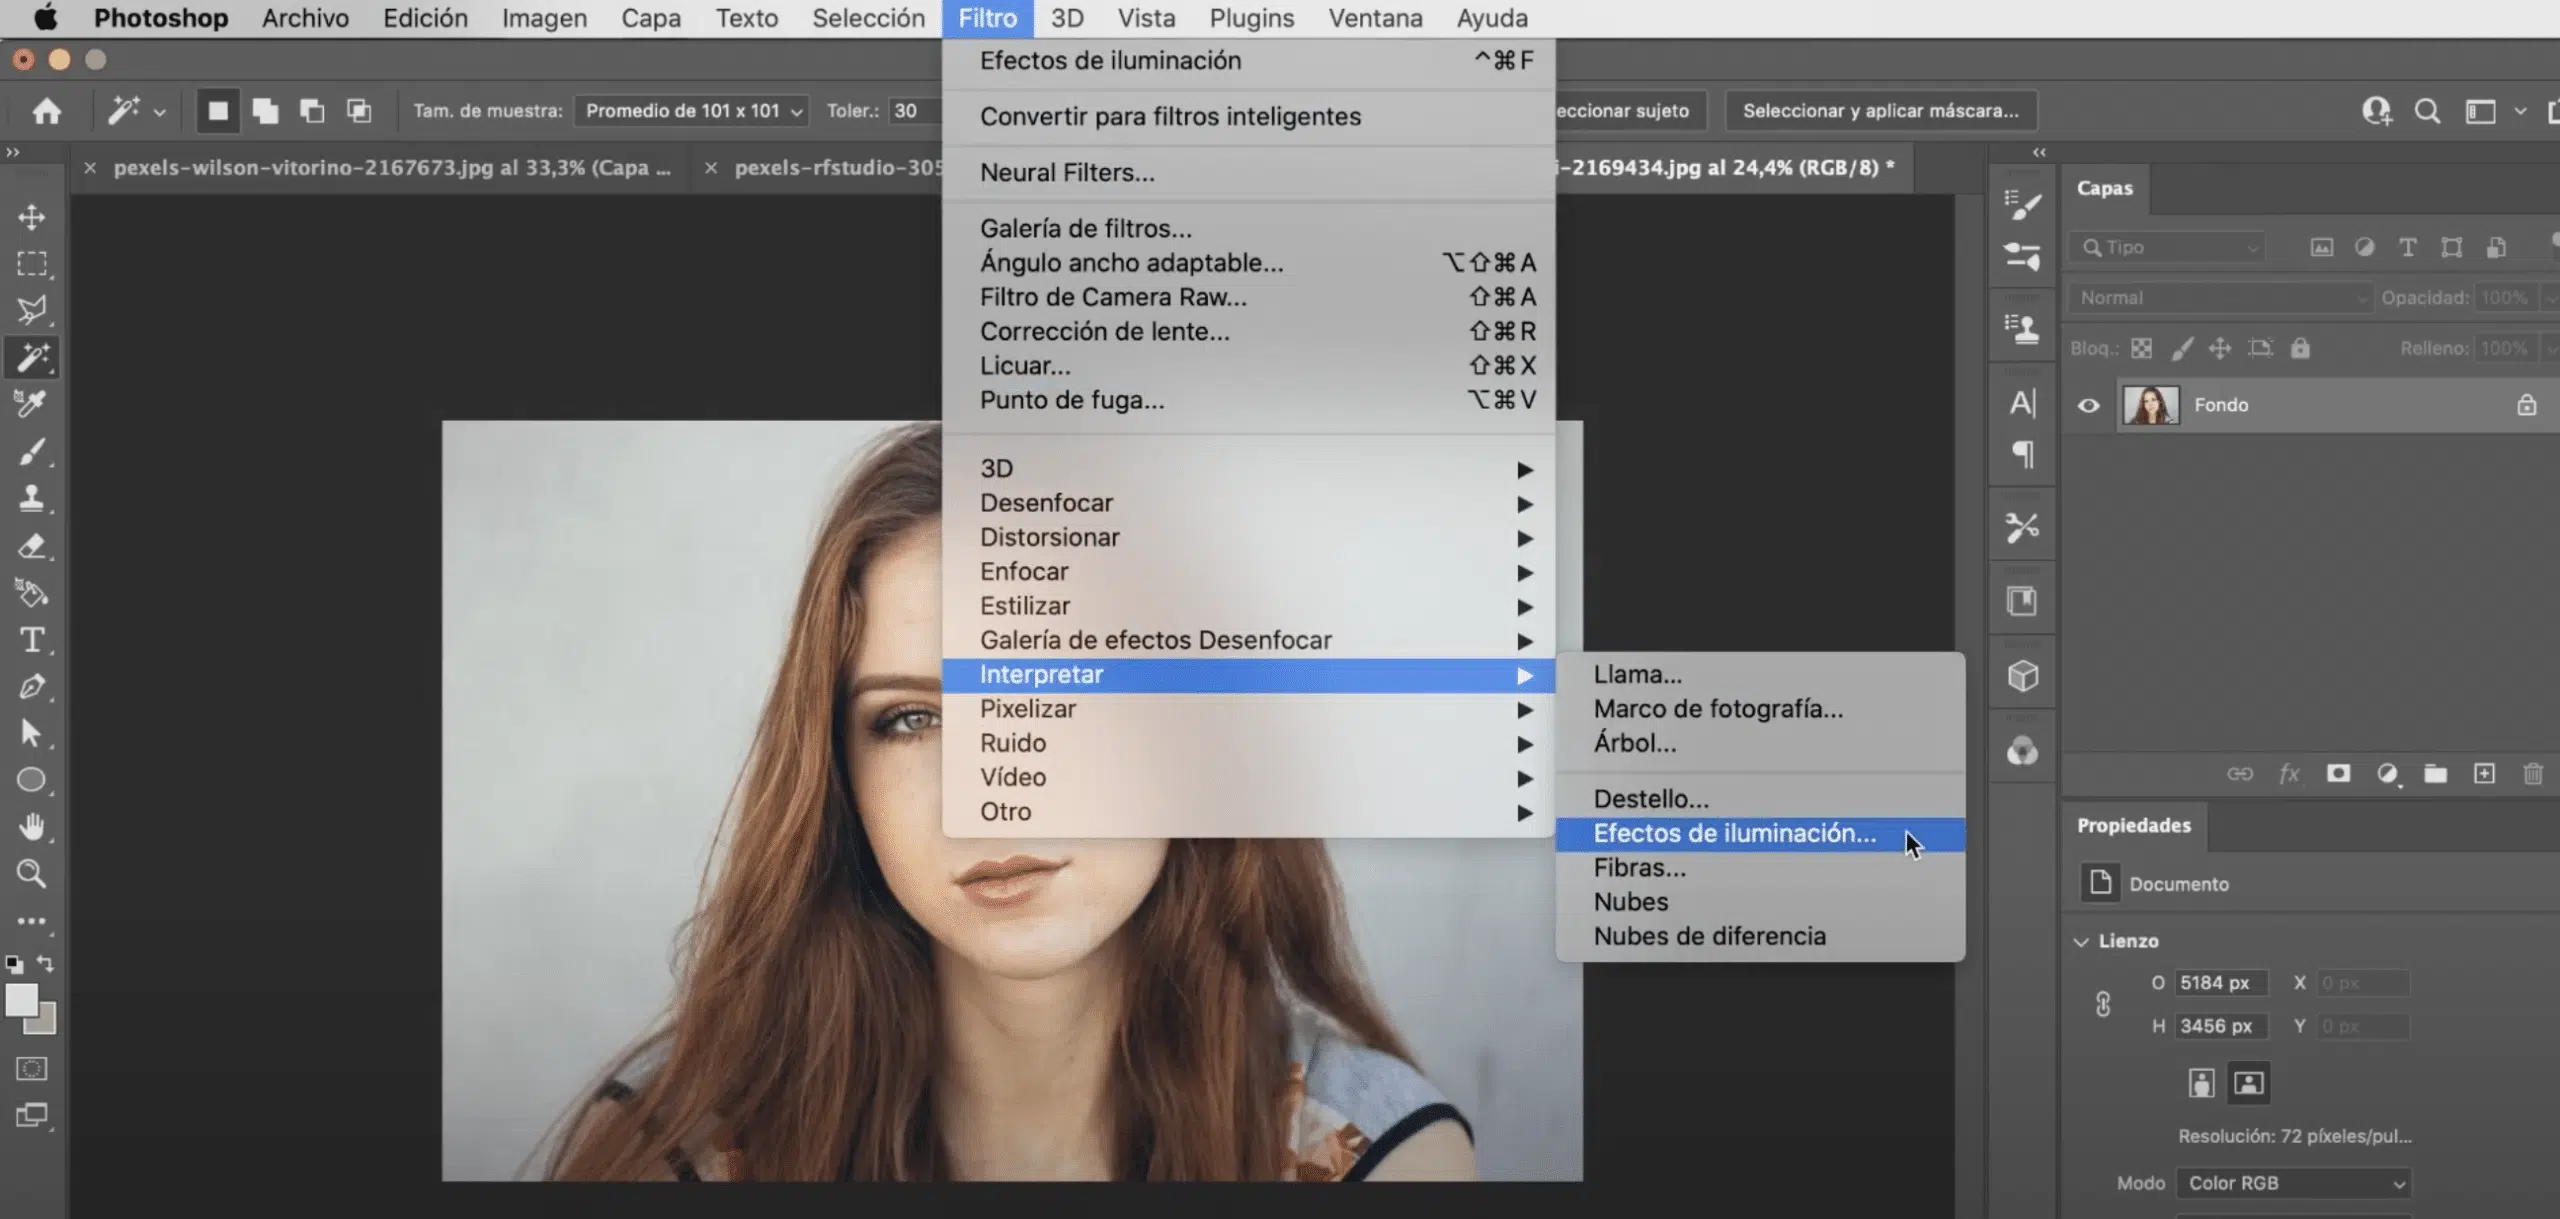 Photoshop Archivo Edición Imagen Capa Texto Selección Filtro 3D Vista Plugins Ventana Ayuda
Efectos de iluminación ^⌘F
Convertir para filtros inteligentes
Neural Filters...
Galería de filtros...
Ángulo ancho adaptable... ⌥⇧⌘A
Filtro de Camera Raw... ⇧⌘A
Corrección de lente... ⇧⌘R
Licuar... ⇧⌘X
Punto de fuga... ⌥⌘V
3D
Desenfocar
Distorsionar
Enfocar
Estilizar
Galería de efectos Desenfocar
Interpretar
Pixelizar
Ruido
Vídeo
Otro
Llama...
Marco de fotografía...
Árbol...
Destello...
Efectos de iluminación...
Fibras...
Nubes
Nubes de diferencia
Tam. de muestra: Promedio de 101 x 101 Toler.: 30
eccionar sujeto Seleccionar y aplicar máscara...
pexels-wilson-vitorino-2167673.jpg al 33,3% (Capa ... pexels-rfstudio-305
i-2169434.jpg al 24,4% (RGB/8) *
Capas
Tipo
Normal Opacidad: 100%
Bloq.: Relleno: 100%
Fondo
fx
Propiedades
Documento
Lienzo
O 5184 px X 0 px
H 3456 px Y 0 px
Resolución: 72 píxeles/pul...
Modo Color RGB